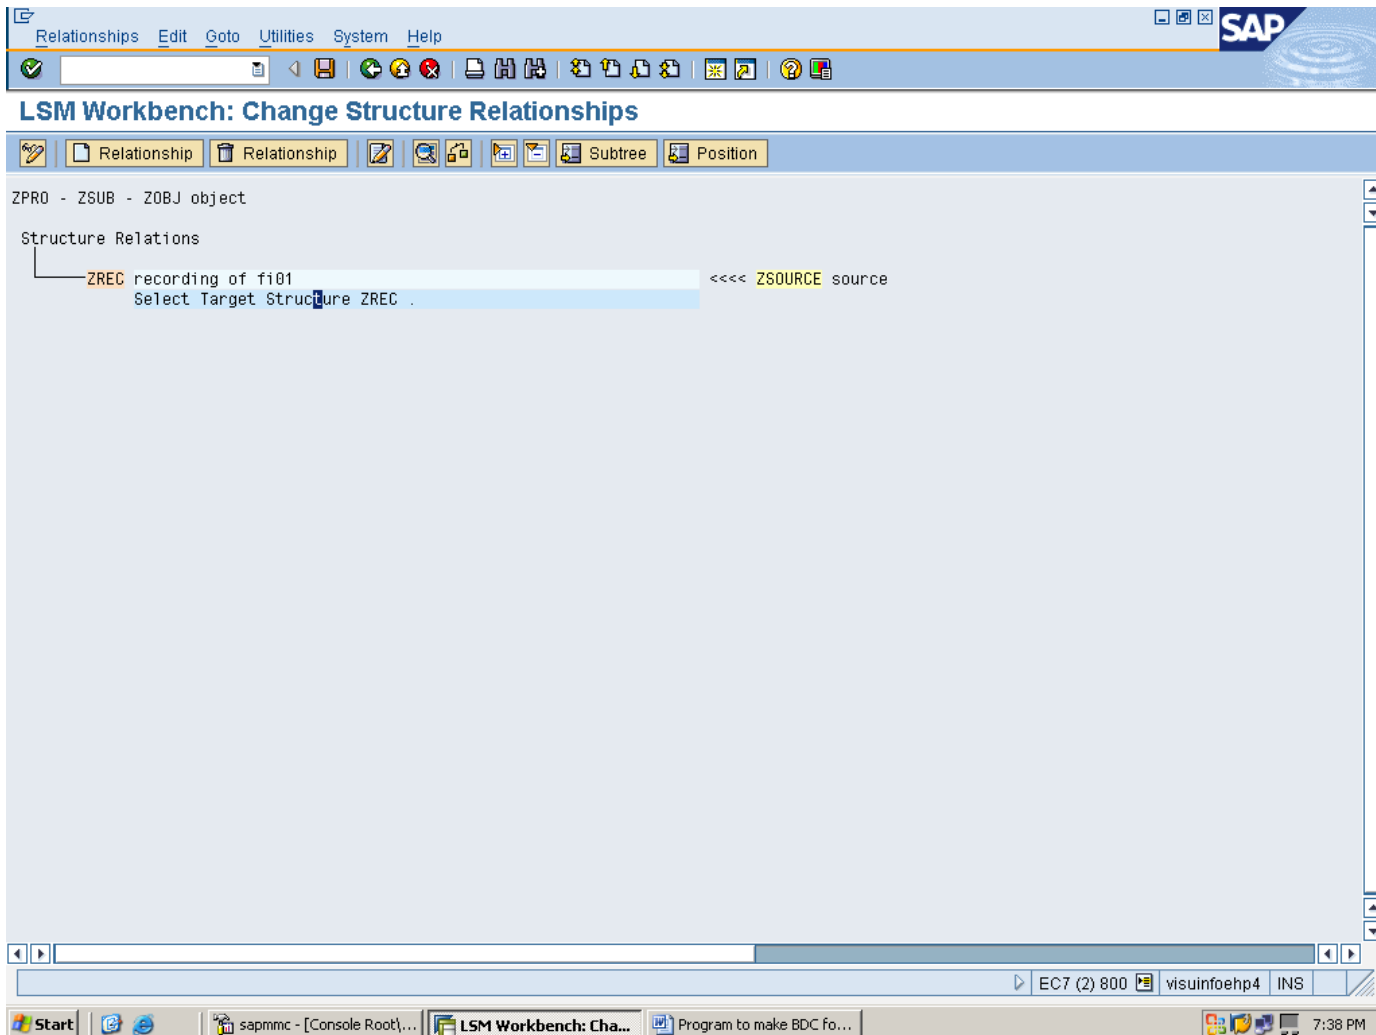 Relationships Edit Goto Utilities System Help
SAP
LSM Workbench: Change Structure Relationships
Relationship Relationship Subtree Position
ZPRO - ZSUB - ZOBJ object
Structure Relations
ZREC recording of fi01 <<<< ZSOURCE source
Select Target Structure ZREC .
EC7 (2) 800 visuinfoehp4 INS
Start sapmmc - [Console Root\... LSM Workbench: Cha... Program to make BDC fo... 7:38 PM